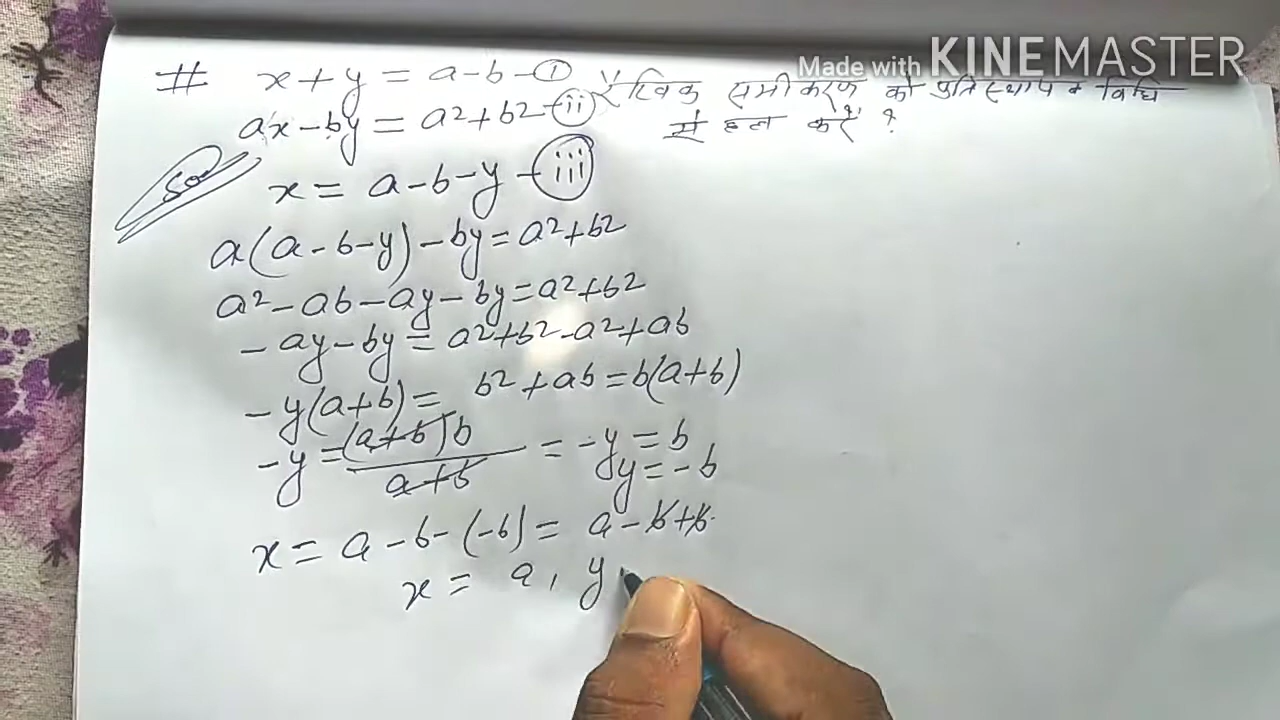 Made with KINEMASTER
# x + y = a - b - ①
ax - by = a² + b² - ⓘⓘ
रैखिक समीकरण को प्रतिस्थापन विधि
से हल करें ?
Sol
x = a - b - y - ⓘⓘⓘ
a(a - b - y) - by = a² + b²
a² - ab - ay - by = a² + b²
- ay - by = a² + b² - a² + ab
- y(a + b) = b² + ab = b(a + b)
- y = (a + b) b / a + b = - y = b
y = - b
x = a - b - (-b) = a - b + b
x = a, y